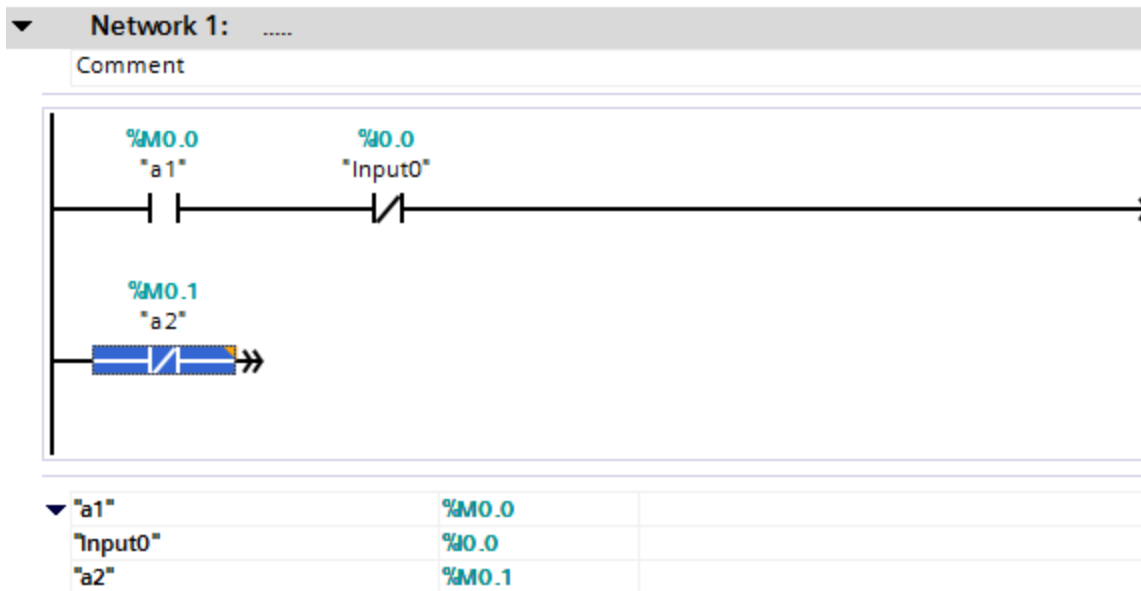 Network 1: .....
Comment
%M0.0 %I0.0
"a1" "Input0"
%M0.1
"a2"
"a1" %M0.0
"Input0" %I0.0
"a2" %M0.1